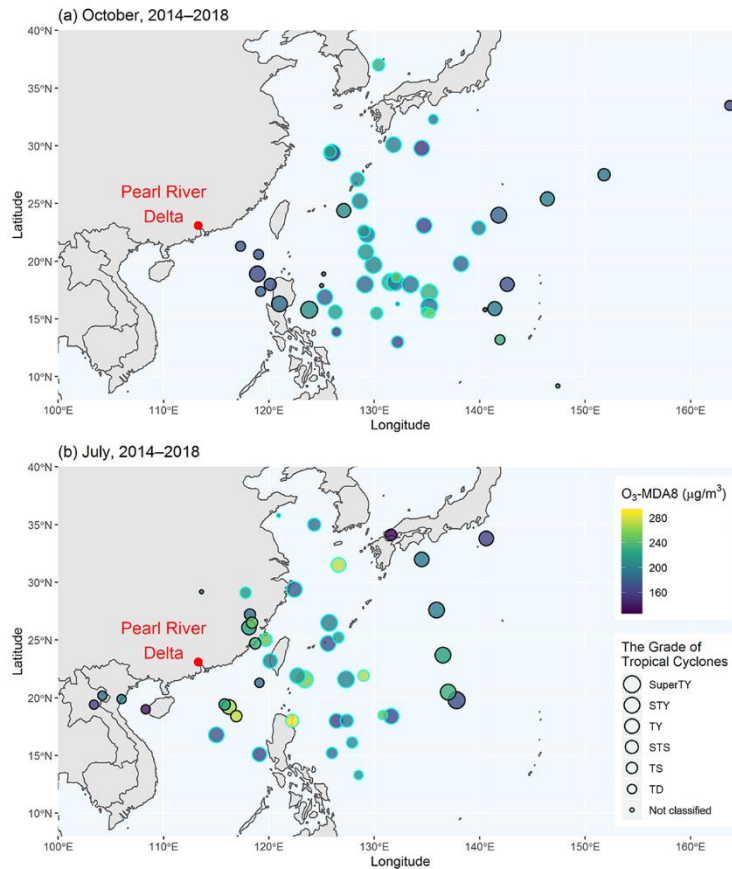 (a) October, 2014–2018
40°N
35°N
30°N
25°N
20°N
15°N
10°N
Latitude
Pearl River
Delta
100°E 110°E 120°E 130°E 140°E 150°E 160°E
Longitude
(b) July, 2014–2018
40°N
35°N
30°N
25°N
20°N
15°N
10°N
Latitude
Pearl River
Delta
O₃-MDA8 (μg/m³)
280
240
200
160
The Grade of
Tropical Cyclones
SuperTY
STY
TY
STS
TS
TD
Not classified
100°E 110°E 120°E 130°E 140°E 150°E 160°E
Longitude